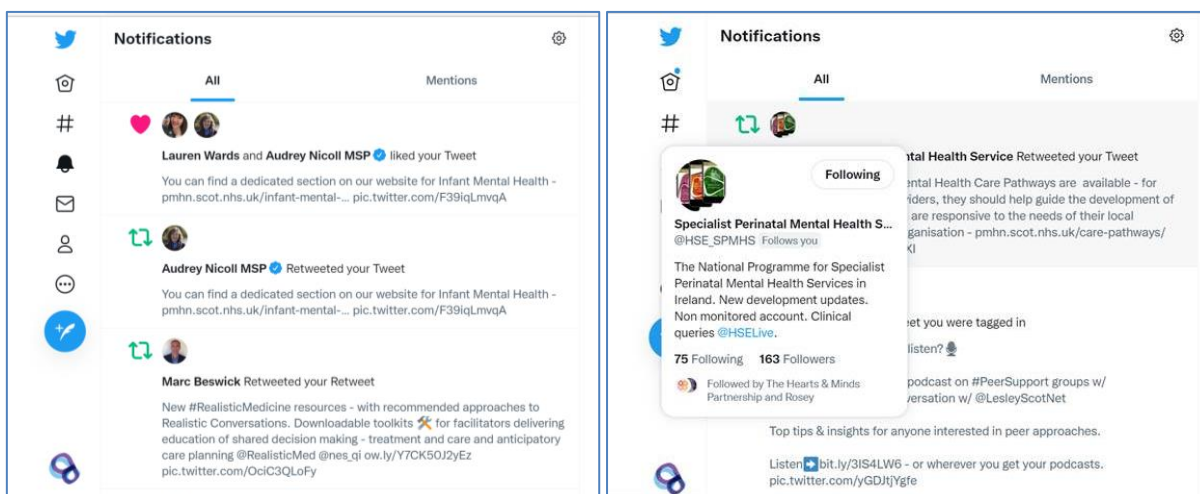 Notifications
All
Mentions
Lauren Wards and Audrey Nicoll MSP liked your Tweet
You can find a dedicated section on our website for Infant Mental Health -
pmhn.scot.nhs.uk/infant-mental-... pic.twitter.com/F39iqLmvqA
Audrey Nicoll MSP Retweeted your Tweet
You can find a dedicated section on our website for Infant Mental Health -
pmhn.scot.nhs.uk/infant-mental-... pic.twitter.com/F39iqLmvqA
Marc Beswick Retweeted your Retweet
New #RealisticMedicine resources - with recommended approaches to
Realistic Conversations. Downloadable toolkits 🛠 for facilitators delivering
education of shared decision making - treatment and care and anticipatory
care planning @RealisticMed @nes_qi ow.ly/Y7CK50J2yEz
pic.twitter.com/OciC3QLoFy
Notifications
All
Mentions
ntal Health Service Retweeted your Tweet
ental Health Care Pathways are available - for
viders, they should help guide the development of
are responsive to the needs of their local
ganisation - pmhn.scot.nhs.uk/care-pathways/
XI
Following
Specialist Perinatal Mental Health S...
@HSE_SPMHS Follows you
The National Programme for Specialist
Perinatal Mental Health Services in
Ireland. New development updates.
Non monitored account. Clinical
queries @HSELive.
75 Following 163 Followers
Followed by The Hearts & Minds
Partnership and Rosey
eet you were tagged in
listen? 🎙
podcast on #PeerSupport groups w/
versation w/ @LesleyScotNet
Top tips & insights for anyone interested in peer approaches.
Listen ➡ bit.ly/3IS4LW6 - or wherever you get your podcasts.
pic.twitter.com/yGDJtjYgfe